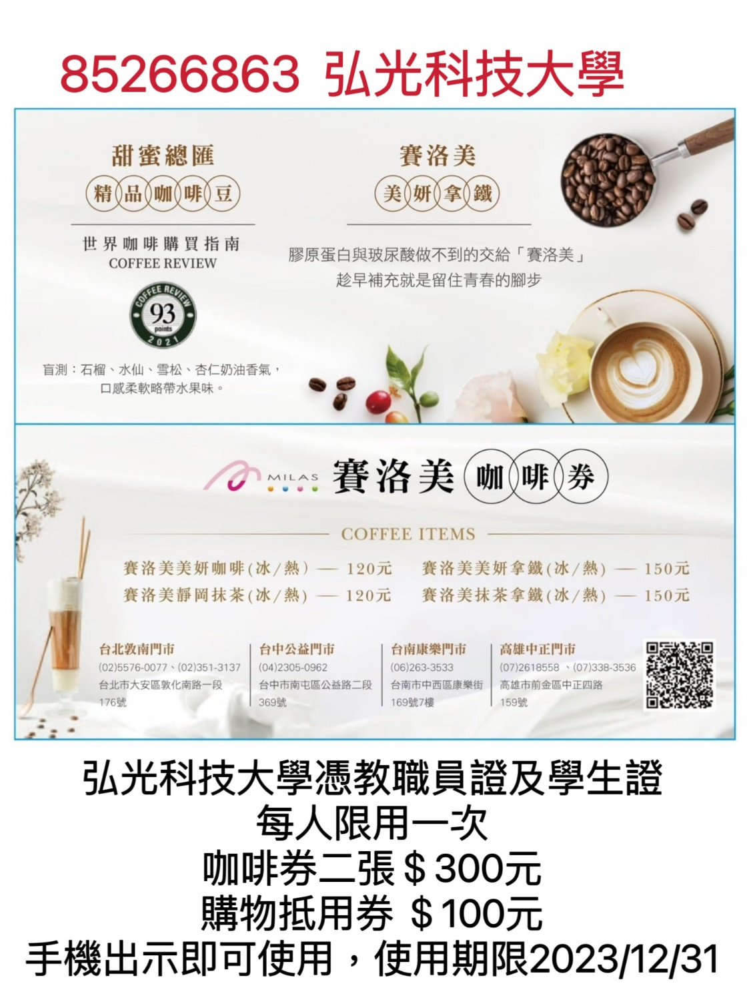 85266863 弘光科技大學
甜蜜總匯
精品咖啡豆
世界咖啡購買指南
COFFEE REVIEW
COFFEE REVIEW
93
points
2021
盲測：石榴、水仙、雪松、杏仁奶油香氣，
口感柔軟略帶水果味。
賽洛美
美妍拿鐵
膠原蛋白與玻尿酸做不到的交給「賽洛美」
趁早補充就是留住青春的腳步
MILAS 賽洛美咖啡券
COFFEE ITEMS
賽洛美美妍咖啡(冰/熱) — 120元 賽洛美美妍拿鐵(冰/熱) — 150元
賽洛美靜岡抹茶(冰/熱) — 120元 賽洛美抹茶拿鐵(冰/熱) — 150元
台北敦南門市
(02)5576-0077、(02)351-3137
台北市大安區敦化南路一段
176號
台中公益門市
(04)2305-0962
台中市南屯區公益路二段
369號
台南康樂門市
(06)263-3533
台南市中西區康樂街
169號7樓
高雄中正門市
(07)2618558 、(07)338-3536
高雄市前金區中正四路
159號
弘光科技大學憑教職員證及學生證
每人限用一次
咖啡券二張＄300元
購物抵用券 ＄100元
手機出示即可使用，使用期限2023/12/31